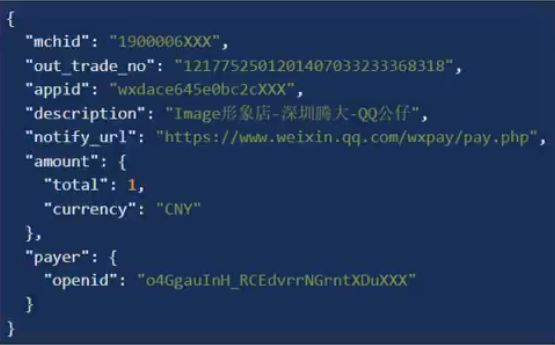 {
"mchid": "1900006XXX",
"out_trade_no": "1217752501201407033233368318",
"appid": "wxdace645e0bc2cXXX",
"description": "Image形象店-深圳腾大-QQ公仔",
"notify_url": "https://www.weixin.qq.com/wxpay/pay.php",
"amount": {
"total": 1,
"currency": "CNY"
},
"payer": {
"openid": "o4GgauInH_RCEdvrrNGrntXDuXXX"
}
}